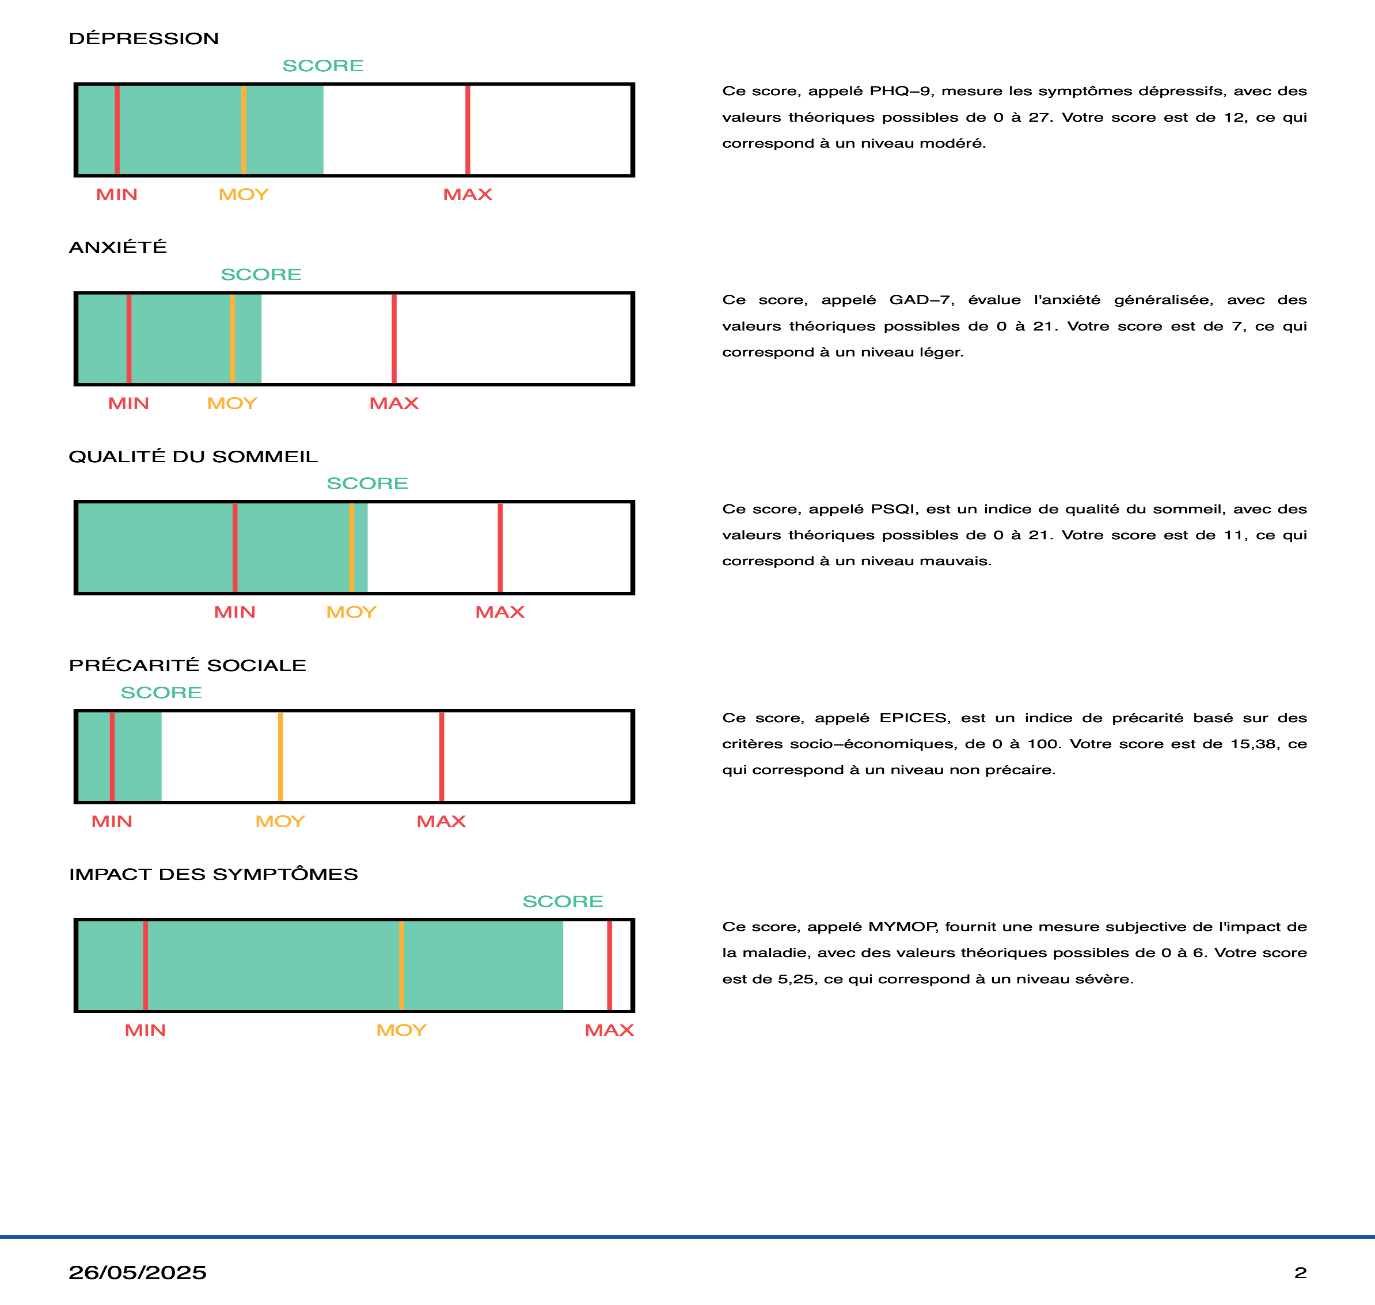 DÉPRESSION
SCORE
MIN MOY MAX
Ce score, appelé PHQ–9, mesure les symptômes dépressifs, avec des
valeurs théoriques possibles de 0 à 27. Votre score est de 12, ce qui
correspond à un niveau modéré.
ANXIÉTÉ
SCORE
MIN MOY MAX
Ce score, appelé GAD–7, évalue l'anxiété généralisée, avec des
valeurs théoriques possibles de 0 à 21. Votre score est de 7, ce qui
correspond à un niveau léger.
QUALITÉ DU SOMMEIL
SCORE
MIN MOY MAX
Ce score, appelé PSQI, est un indice de qualité du sommeil, avec des
valeurs théoriques possibles de 0 à 21. Votre score est de 11, ce qui
correspond à un niveau mauvais.
PRÉCARITÉ SOCIALE
SCORE
MIN MOY MAX
Ce score, appelé EPICES, est un indice de précarité basé sur des
critères socio–économiques, de 0 à 100. Votre score est de 15,38, ce
qui correspond à un niveau non précaire.
IMPACT DES SYMPTÔMES
SCORE
MIN MOY MAX
Ce score, appelé MYMOP, fournit une mesure subjective de l'impact de
la maladie, avec des valeurs théoriques possibles de 0 à 6. Votre score
est de 5,25, ce qui correspond à un niveau sévère.
26/05/2025
2